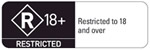 R 18+
RESTRICTED
Restricted to 18
and over